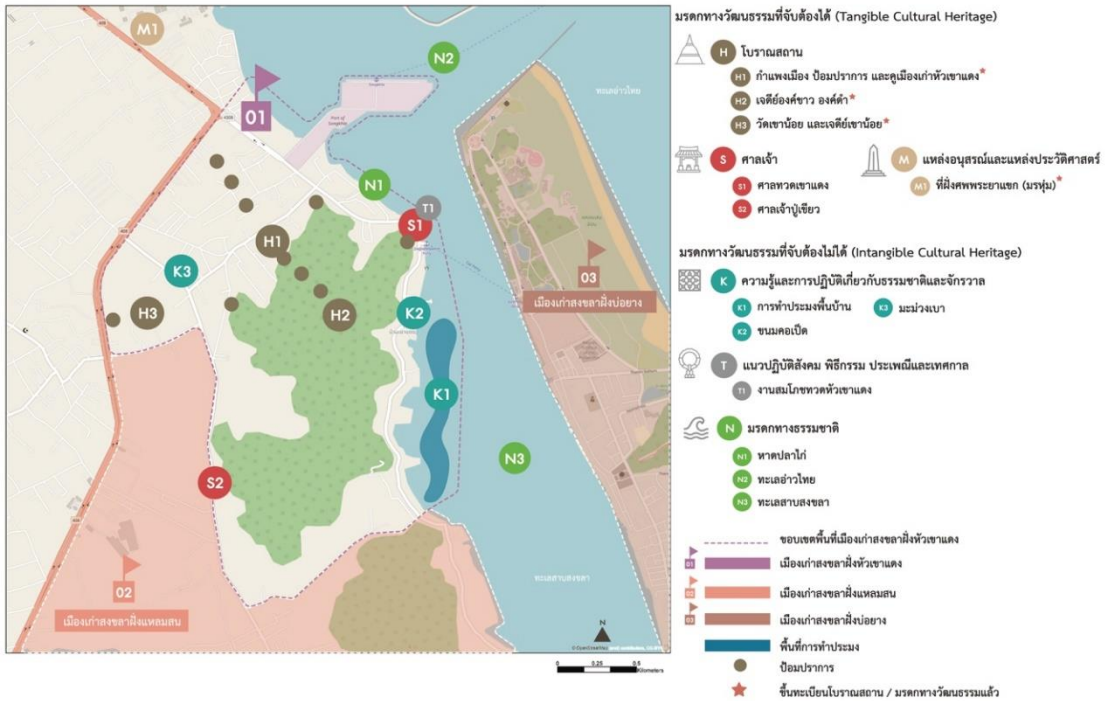 M1
N2
01
ทะเลอ่าวไทย
Port of Songkhla
N1
T1
S1
H1
K3
03
เมืองเก่าสงขลาฝั่งบ่อยาง
H3
H2
K2
K1
N3
S2
02
เมืองเก่าสงขลาฝั่งแหลมสน
ทะเลสาบสงขลา
N
0 0.25 0.5
Kilometers
มรดกทางวัฒนธรรมที่จับต้องได้ (Tangible Cultural Heritage)
H โบราณสถาน
H1 กำแพงเมือง ป้อมปราการ และคูเมืองเก่าหัวเขาแดง*
H2 เจดีย์องค์ขาว องค์ดำ*
H3 วัดเขาน้อย และเจดีย์เขาน้อย*
S ศาลเจ้า
S1 ศาลทวดเขาแดง
S2 ศาลเจ้าปู่เขียว
M แหล่งอนุสรณ์และแหล่งประวัติศาสตร์
M1 ที่ฝังศพพระยาแขก (มรหุ่ม)*
มรดกทางวัฒนธรรมที่จับต้องไม่ได้ (Intangible Cultural Heritage)
K ความรู้และการปฏิบัติเกี่ยวกับธรรมชาติและจักรวาล
K1 การทำประมงพื้นบ้าน K3 มะม่วงเบา
K2 ขนมคอเป็ด
T แนวปฏิบัติสังคม พิธีกรรม ประเพณีและเทศกาล
T1 งานสมโภชทวดหัวเขาแดง
N มรดกทางธรรมชาติ
N1 หาดปลาไก่
N2 ทะเลอ่าวไทย
N3 ทะเลสาบสงขลา
ขอบเขตพื้นที่เมืองเก่าสงขลาฝั่งหัวเขาแดง
01 เมืองเก่าสงขลาฝั่งหัวเขาแดง
02 เมืองเก่าสงขลาฝั่งแหลมสน
03 เมืองเก่าสงขลาฝั่งบ่อยาง
พื้นที่การทำประมง
ป้อมปราการ
ขึ้นทะเบียนโบราณสถาน / มรดกทางวัฒนธรรมแล้ว